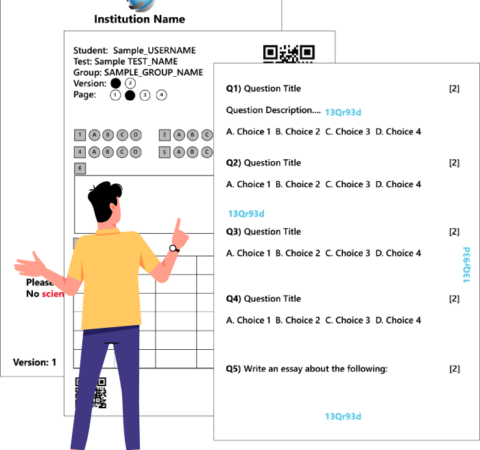 Institution Name
Student: Sample_USERNAME
Test: Sample TEST_NAME
Group: SAMPLE_GROUP_NAME
Version: 2
Page: 1 3 4
1 A B C D 2 A B C
4 A B C D 5 A B C
6
Please
No scien
Version: 1
Q1) Question Title [2]
Question Description.... 13Qr93d
A. Choice 1 B. Choice 2 C. Choice 3 D. Choice 4
Q2) Question Title [2]
A. Choice 1 B. Choice 2 C. Choice 3 D. Choice 4
13Qr93d
Q3) Question Title [2]
A. Choice 1 B. Choice 2 C. Choice 3 D. Choice 4
13Qr93d
Q4) Question Title [2]
A. Choice 1 B. Choice 2 C. Choice 3 D. Choice 4
Q5) Write an essay about the following: [2]
13Qr93d